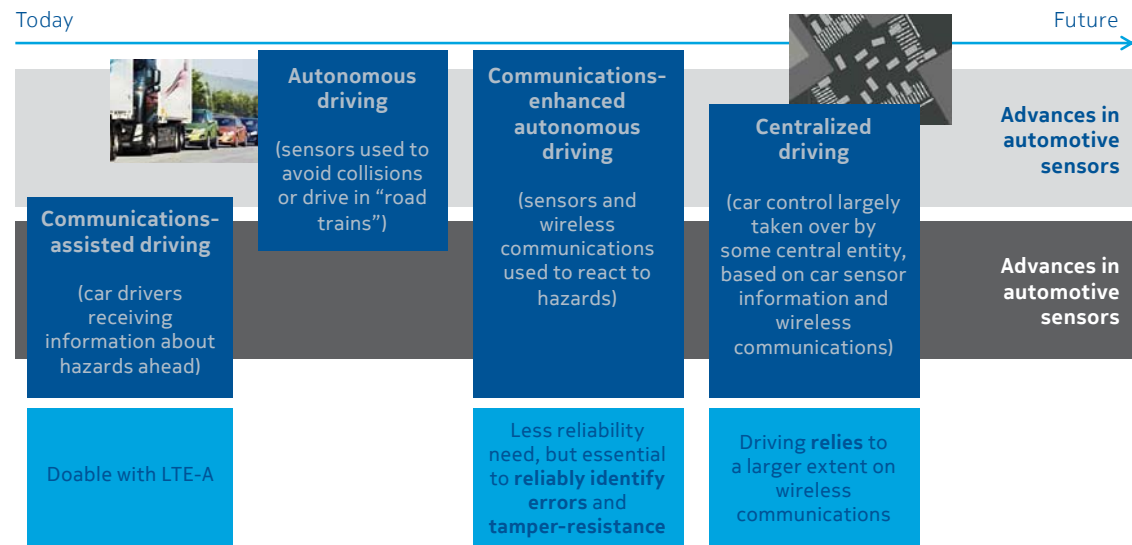 Today
Future
Autonomous
driving
(sensors used to
avoid collisions
or drive in “road
trains”)
Communications-
enhanced
autonomous
driving
(sensors and
wireless
communications
used to react to
hazards)
Centralized
driving
(car control largely
taken over by
some central entity,
based on car sensor
information and
wireless
communications)
Advances in
automotive
sensors
Communications-
assisted driving
(car drivers
receiving
information about
hazards ahead)
Advances in
automotive
sensors
Doable with LTE-A
Less reliability
need, but essential
to reliably identify
errors and
tamper-resistance
Driving relies to
a larger extent on
wireless
communications